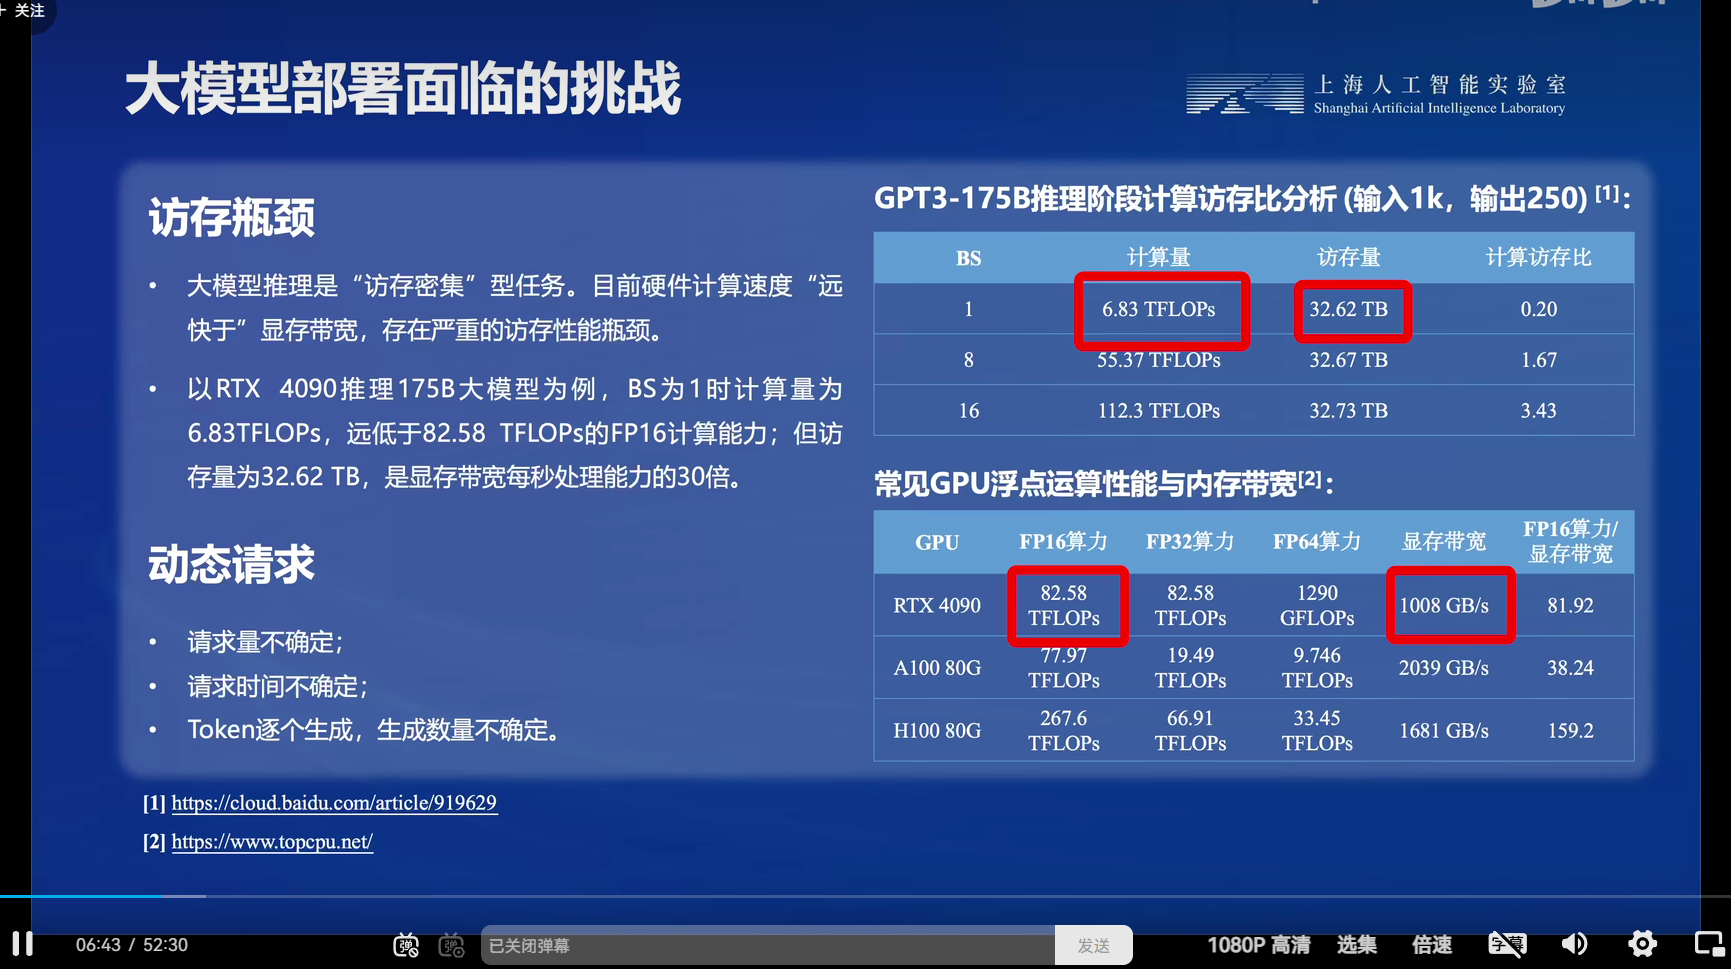 + 关注
大模型部署面临的挑战
上海人工智能实验室
Shanghai Artificial Intelligence Laboratory
访存瓶颈
• 大模型推理是“访存密集”型任务。目前硬件计算速度“远
快于”显存带宽，存在严重的访存性能瓶颈。
• 以RTX 4090推理175B大模型为例，BS为1时计算量为
6.83TFLOPs，远低于82.58 TFLOPs的FP16计算能力；但访
存量为32.62 TB，是显存带宽每秒处理能力的30倍。
动态请求
• 请求量不确定；
• 请求时间不确定；
• Token逐个生成，生成数量不确定。
GPT3-175B推理阶段计算访存比分析 (输入1k，输出250) [1]：
BS 计算量 访存量 计算访存比
1 6.83 TFLOPs 32.62 TB 0.20
8 55.37 TFLOPs 32.67 TB 1.67
16 112.3 TFLOPs 32.73 TB 3.43
常见GPU浮点运算性能与内存带宽[2]：
GPU FP16算力 FP32算力 FP64算力 显存带宽 FP16算力/
显存带宽
RTX 4090 82.58 TFLOPs 82.58 TFLOPs 1290 GFLOPs 1008 GB/s 81.92
A100 80G 77.97 TFLOPs 19.49 TFLOPs 9.746 TFLOPs 2039 GB/s 38.24
H100 80G 267.6 TFLOPs 66.91 TFLOPs 33.45 TFLOPs 1681 GB/s 159.2
[1] https://cloud.baidu.com/article/919629
[2] https://www.topcpu.net/
06:43 / 52:30 弹 弹 已关闭弹幕 发送 1080P 高清 选集 倍速 字幕